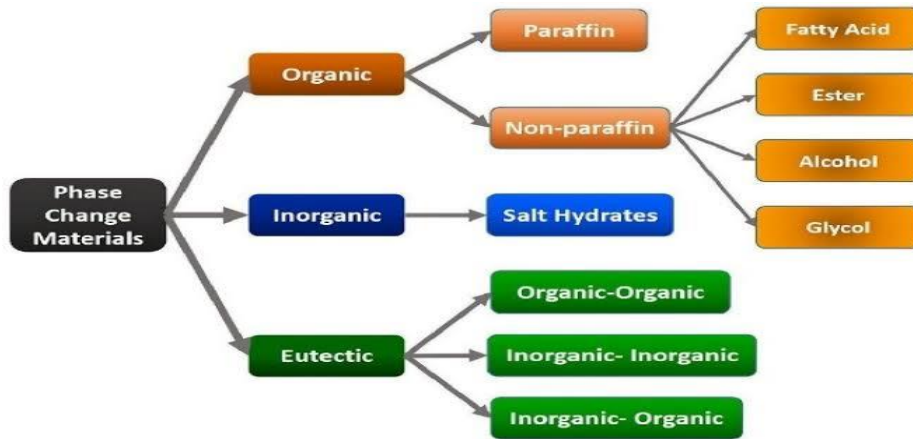 Phase
Change
Materials
Organic
Paraffin
Non-paraffin
Fatty Acid
Ester
Alcohol
Glycol
Inorganic
Salt Hydrates
Eutectic
Organic-Organic
Inorganic- Inorganic
Inorganic- Organic